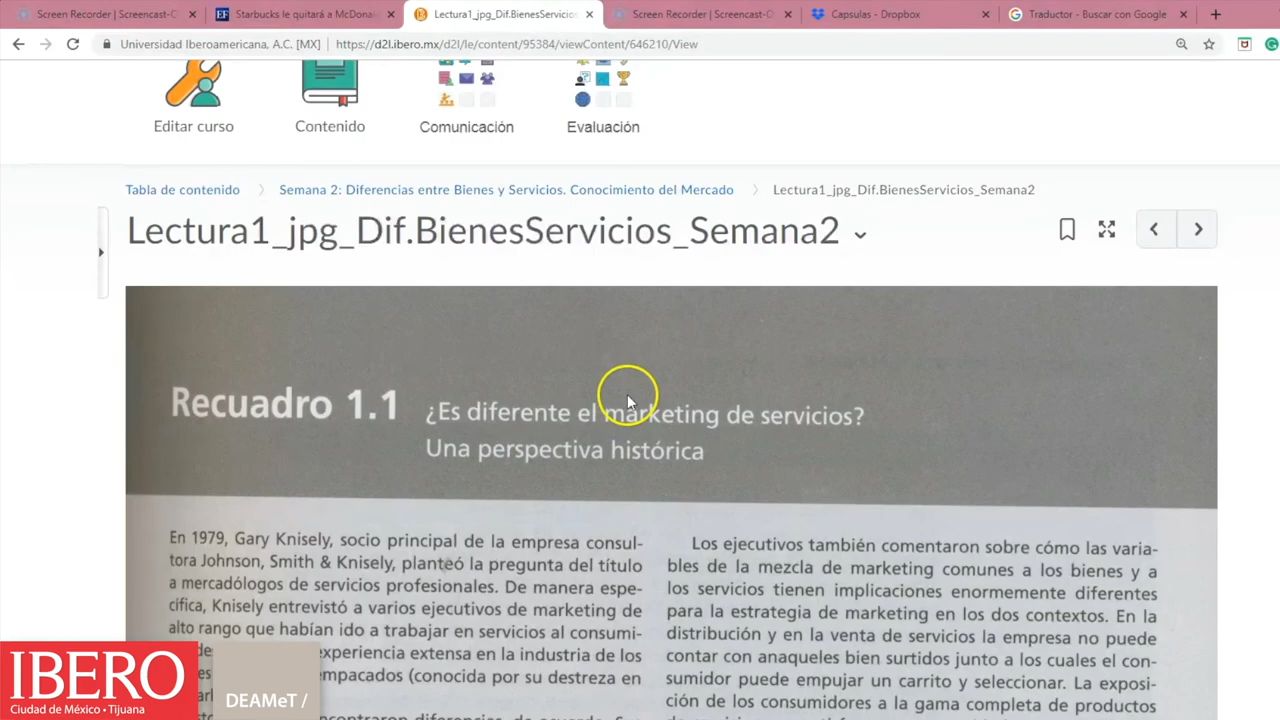 Screen Recorder | Screencast-O
Starbucks le quitará a McDonal
Lectura1_jpg_Dif.BienesServicios
Screen Recorder | Screencast-O
Capsulas - Dropbox
Traductor - Buscar con Google
Universidad Iberoamericana, A.C. [MX] | https://d2l.ibero.mx/d2l/le/content/95384/viewContent/646210/View
Editar curso
Contenido
Comunicación
Evaluación
Tabla de contenido
Semana 2: Diferencias entre Bienes y Servicios. Conocimiento del Mercado
Lectura1_jpg_Dif.BienesServicios_Semana2
Lectura1_jpg_Dif.BienesServicios_Semana2
Recuadro 1.1
¿Es diferente el marketing de servicios?
Una perspectiva histórica
En 1979, Gary Knisely, socio principal de la empresa consul-
tora Johnson, Smith & Knisely, planteó la pregunta del título
a mercadólogos de servicios profesionales. De manera espe-
cífica, Knisely entrevistó a varios ejecutivos de marketing de
alto rango que habían ido a trabajar en servicios al consumi-
experiencia extensa en la industria de los
empacados (conocida por su destreza en
Los ejecutivos también comentaron sobre cómo las varia-
bles de la mezcla de marketing comunes a los bienes y a
los servicios tienen implicaciones enormemente diferentes
para la estrategia de marketing en los dos contextos. En la
distribución y en la venta de servicios la empresa no puede
contar con anaqueles bien surtidos junto a los cuales el con-
sumidor puede empujar un carrito y seleccionar. La exposi-
ción de los consumidores a la gama completa de productos
IBERO
Ciudad de México • Tijuana
DEAMeT /